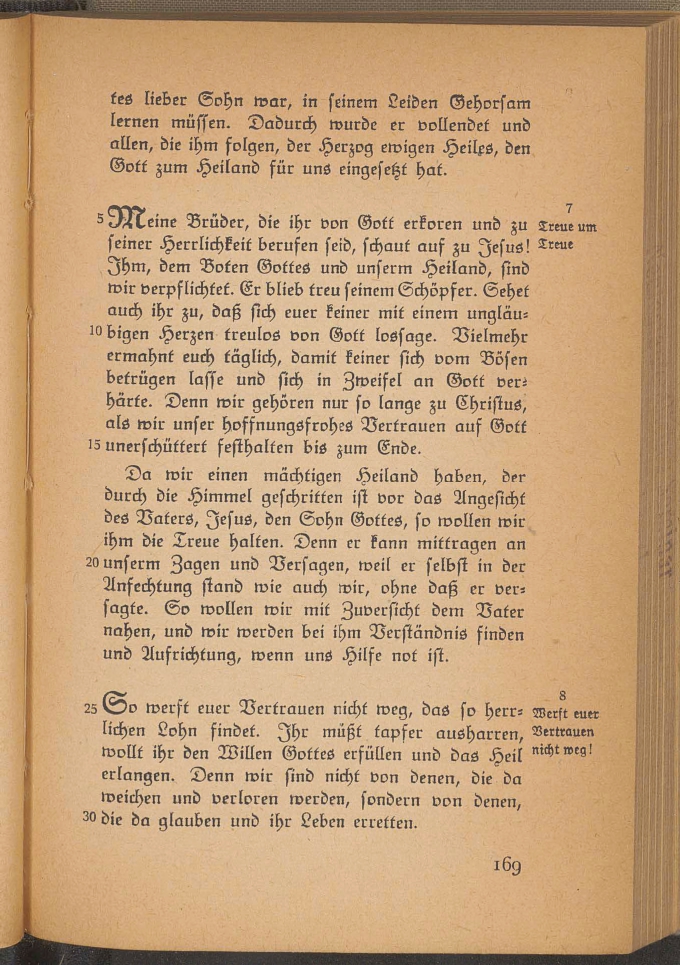 tes lieber Sohn war, in seinem Leiden Gehorsam
lernen müssen. Dadurch wurde er vollendet und
allen, die ihm folgen, der Herzog ewigen Heiles, den
Gott zum Heiland für uns eingesetzt hat.
7
Treue um
Treue
5 Meine Brüder, die ihr von Gott erkoren und zu
seiner Herrlichkeit berufen seid, schaut auf zu Jesus!
Ihm, dem Boten Gottes und unserm Heiland, sind
wir verpflichtet. Er blieb treu seinem Schöpfer. Sehet
auch ihr zu, daß sich euer keiner mit einem ungläu-
10 bigen Herzen treulos von Gott lossage. Vielmehr
ermahnt euch täglich, damit keiner sich vom Bösen
betrügen lasse und sich in Zweifel an Gott ver-
härte. Denn wir gehören nur so lange zu Christus,
als wir unser hoffnungsfrohes Vertrauen auf Gott
15 unerschüttert festhalten bis zum Ende.
Da wir einen mächtigen Heiland haben, der
durch die Himmel geschritten ist vor das Angesicht
des Vaters, Jesus, den Sohn Gottes, so wollen wir
ihm die Treue halten. Denn er kann mittragen an
20 unserm Zagen und Versagen, weil er selbst in der
Anfechtung stand wie auch wir, ohne daß er ver-
sagte. So wollen wir mit Zuversicht dem Vater
nahen, und wir werden bei ihm Verständnis finden
und Aufrichtung, wenn uns Hilfe not ist.
8
Werft euer
Vertrauen
nicht weg!
25 So werft euer Vertrauen nicht weg, das so herr-
lichen Lohn findet. Ihr müßt tapfer ausharren,
wollt ihr den Willen Gottes erfüllen und das Heil
erlangen. Denn wir sind nicht von denen, die da
weichen und verloren werden, sondern von denen,
30 die da glauben und ihr Leben erretten.
169